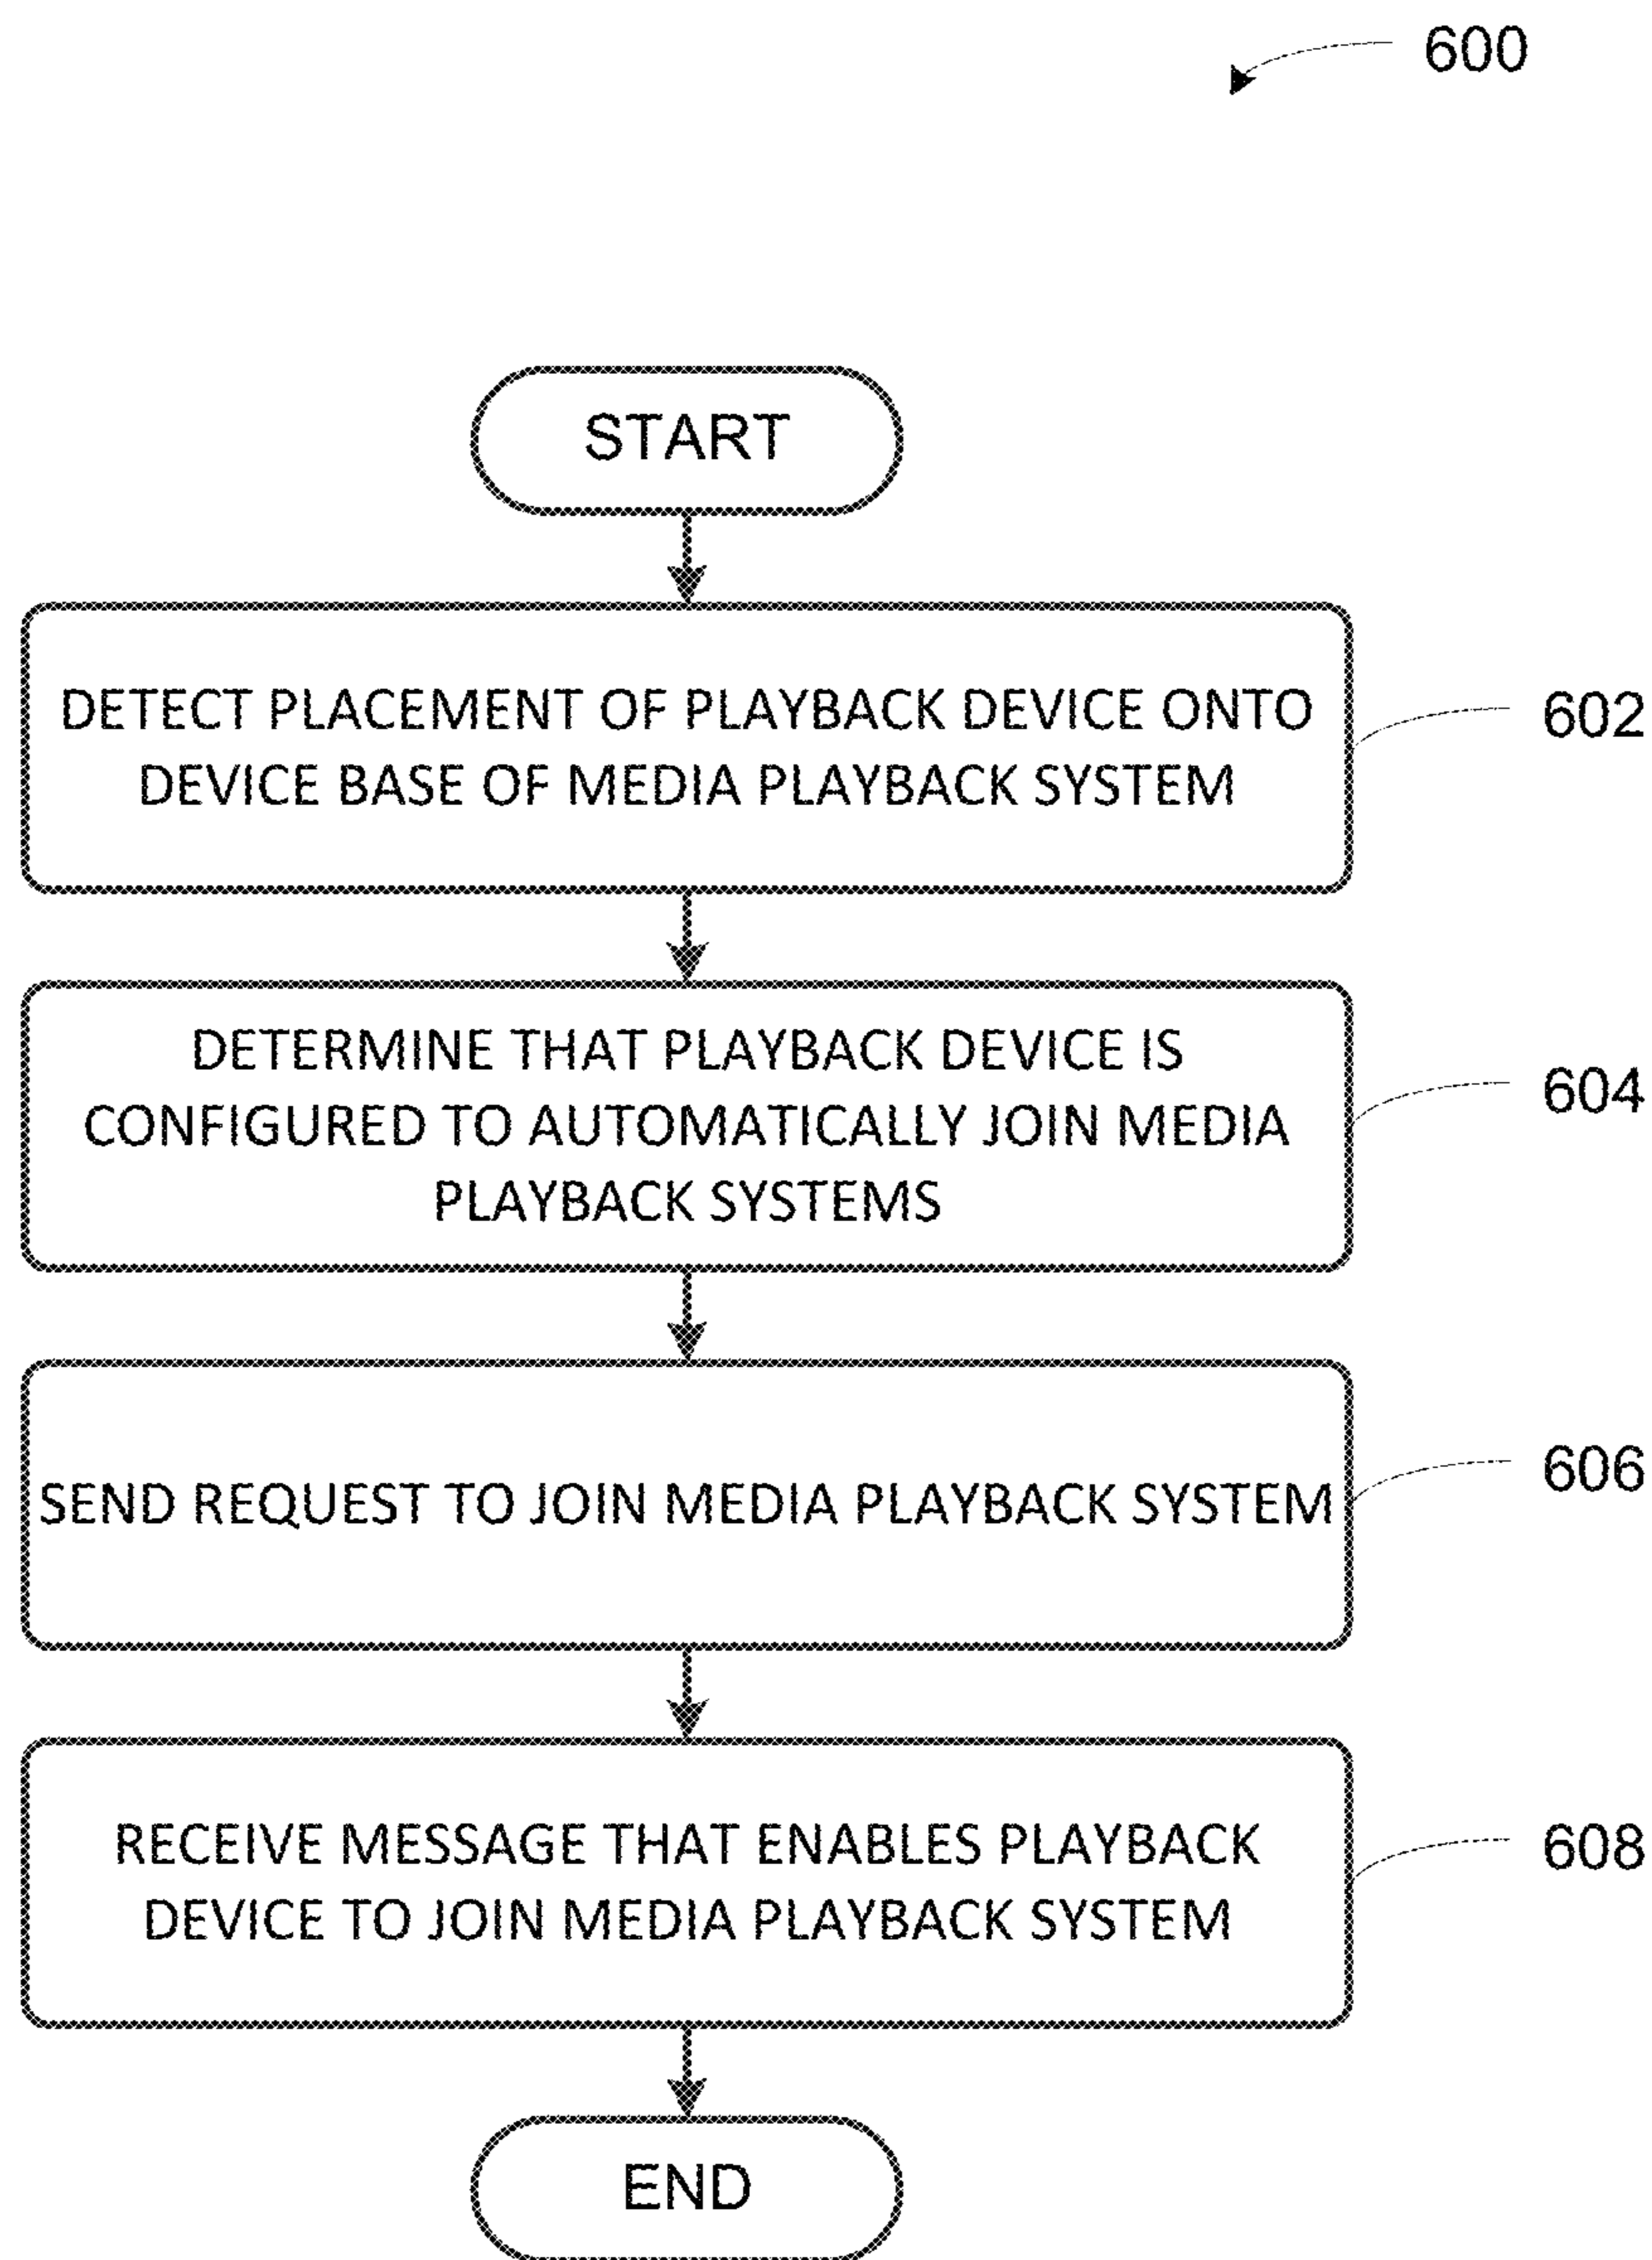 600
START
DETECT PLACEMENT OF PLAYBACK DEVICE ONTO
DEVICE BASE OF MEDIA PLAYBACK SYSTEM
602
DETERMINE THAT PLAYBACK DEVICE IS
CONFIGURED TO AUTOMATICALLY JOIN MEDIA
PLAYBACK SYSTEMS
604
SEND REQUEST TO JOIN MEDIA PLAYBACK SYSTEM
606
RECEIVE MESSAGE THAT ENABLES PLAYBACK
DEVICE TO JOIN MEDIA PLAYBACK SYSTEM
608
END